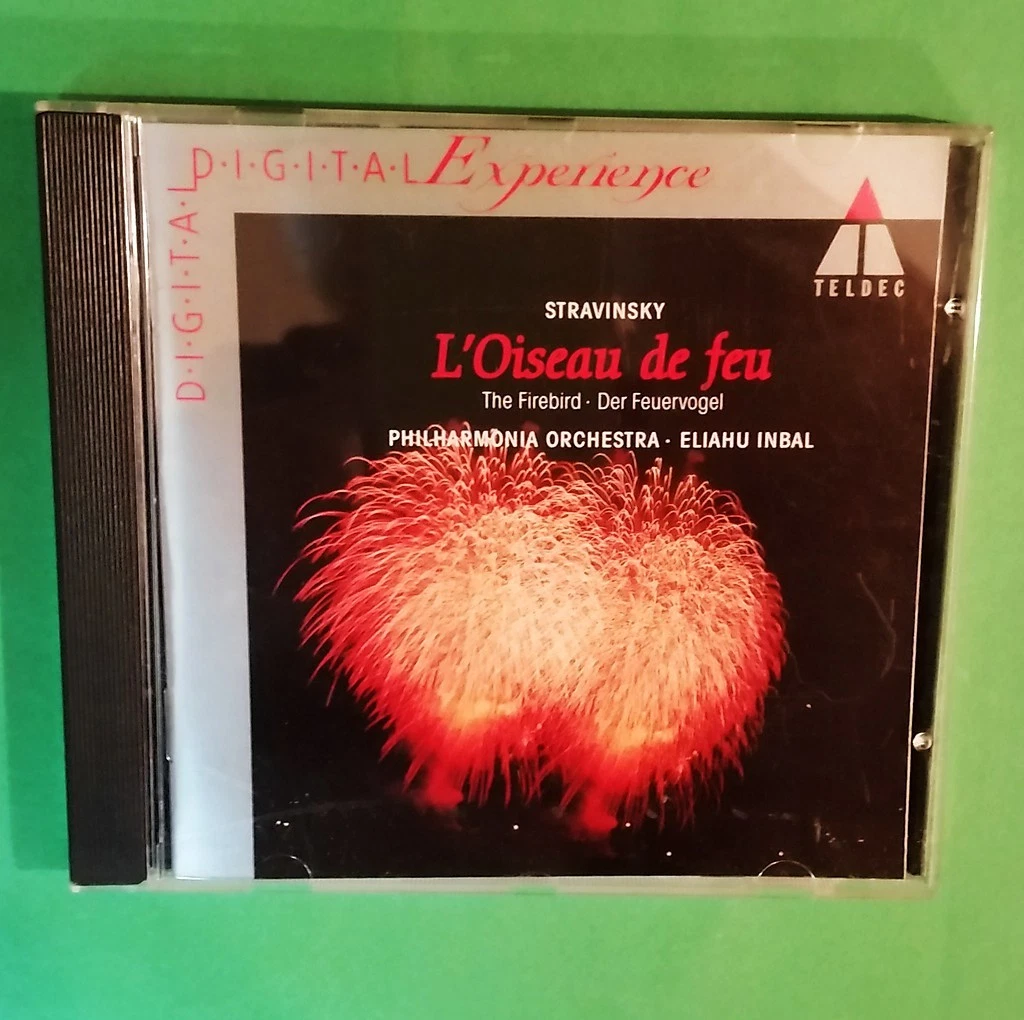 D·I·G·I·T·A·L Experience
D·I·G·I·T·A·L
TELDEC
STRAVINSKY
L'Oiseau de feu
The Firebird · Der Feuervogel
PHILHARMONIA ORCHESTRA · ELIAHU INBAL